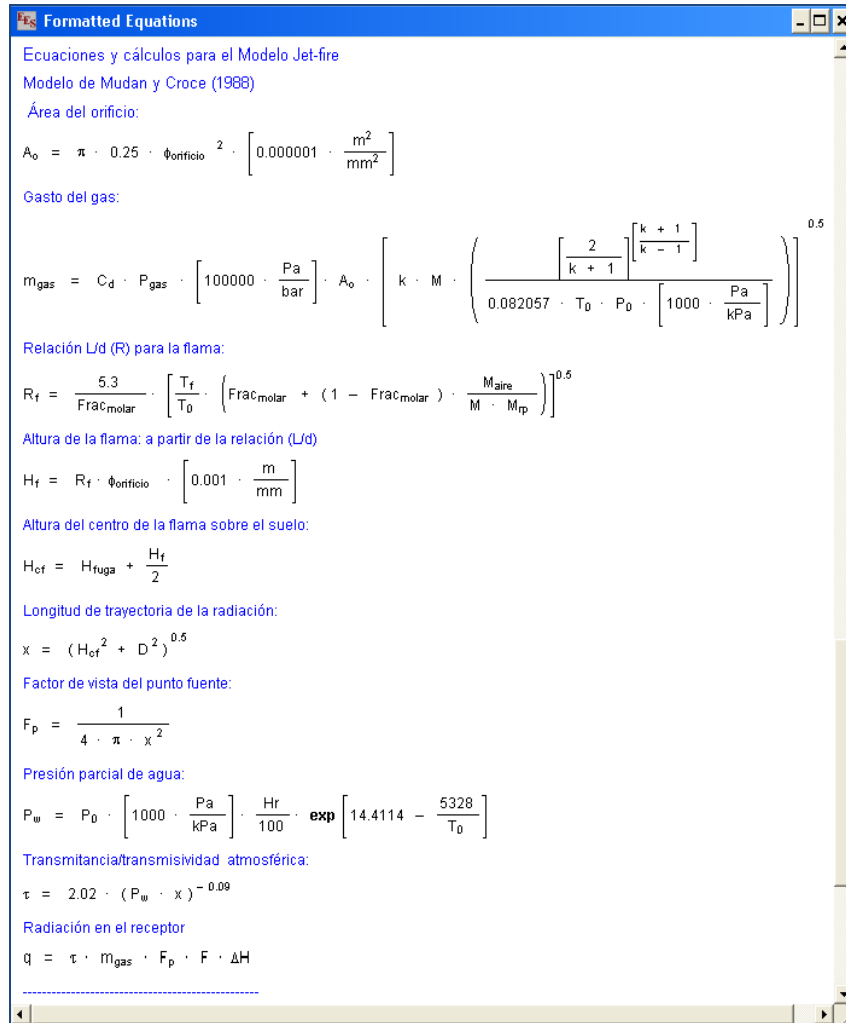 Formatted Equations
Ecuaciones y cálculos para el Modelo Jet-fire
Modelo de Mudan y Croce (1988)
Área del orificio:
A_o = π · 0.25 · ϕ_orificio ^2 · [0.000001 · m^2 / mm^2]
Gasto del gas:
m_gas = C_d · P_gas · [100000 · Pa / bar] · A_o · [k · M · ([2 / (k + 1)]^[(k + 1) / (k − 1)] / (0.082057 · T_0 · P_0 · [1000 · Pa / kPa]))]^0.5
Relación L/d (R) para la flama:
R_f = 5.3 / Frac_molar · [T_f / T_0 · (Frac_molar + (1 − Frac_molar) · M_aire / (M · M_rp))]^0.5
Altura de la flama: a partir de la relación (L/d)
H_f = R_f · ϕ_orificio · [0.001 · m / mm]
Altura del centro de la flama sobre el suelo:
H_cf = H_fuga + H_f / 2
Longitud de trayectoria de la radiación:
x = (H_cf^2 + D^2)^0.5
Factor de vista del punto fuente:
F_p = 1 / (4 · π · x^2)
Presión parcial de agua:
P_w = P_0 · [1000 · Pa / kPa] · Hr / 100 · exp [14.4114 − 5328 / T_0]
Transmitancia/transmisividad atmosférica:
τ = 2.02 · (P_w · x)^− 0.09
Radiación en el receptor
q = τ · m_gas · F_p · F · ΔH
--------------------------------------------------